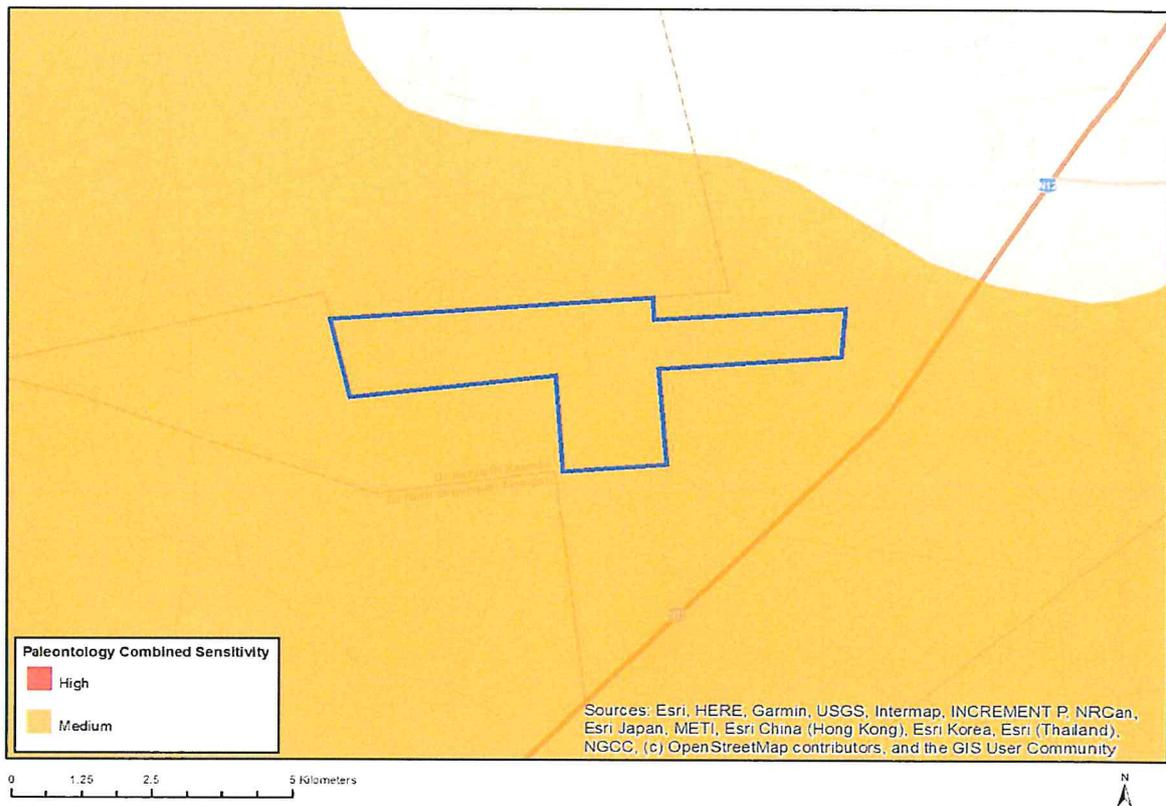 N12
Paleontology Combined Sensitivity
High
Medium
Sources: Esri, HERE, Garmin, USGS, Intermap, INCREMENT P, NRCan,
Esri Japan, METI, Esri China (Hong Kong), Esri Korea, Esri (Thailand),
NGCC, (c) OpenStreetMap contributors, and the GIS User Community
0 1.25 2.5 5 Kilometers
N